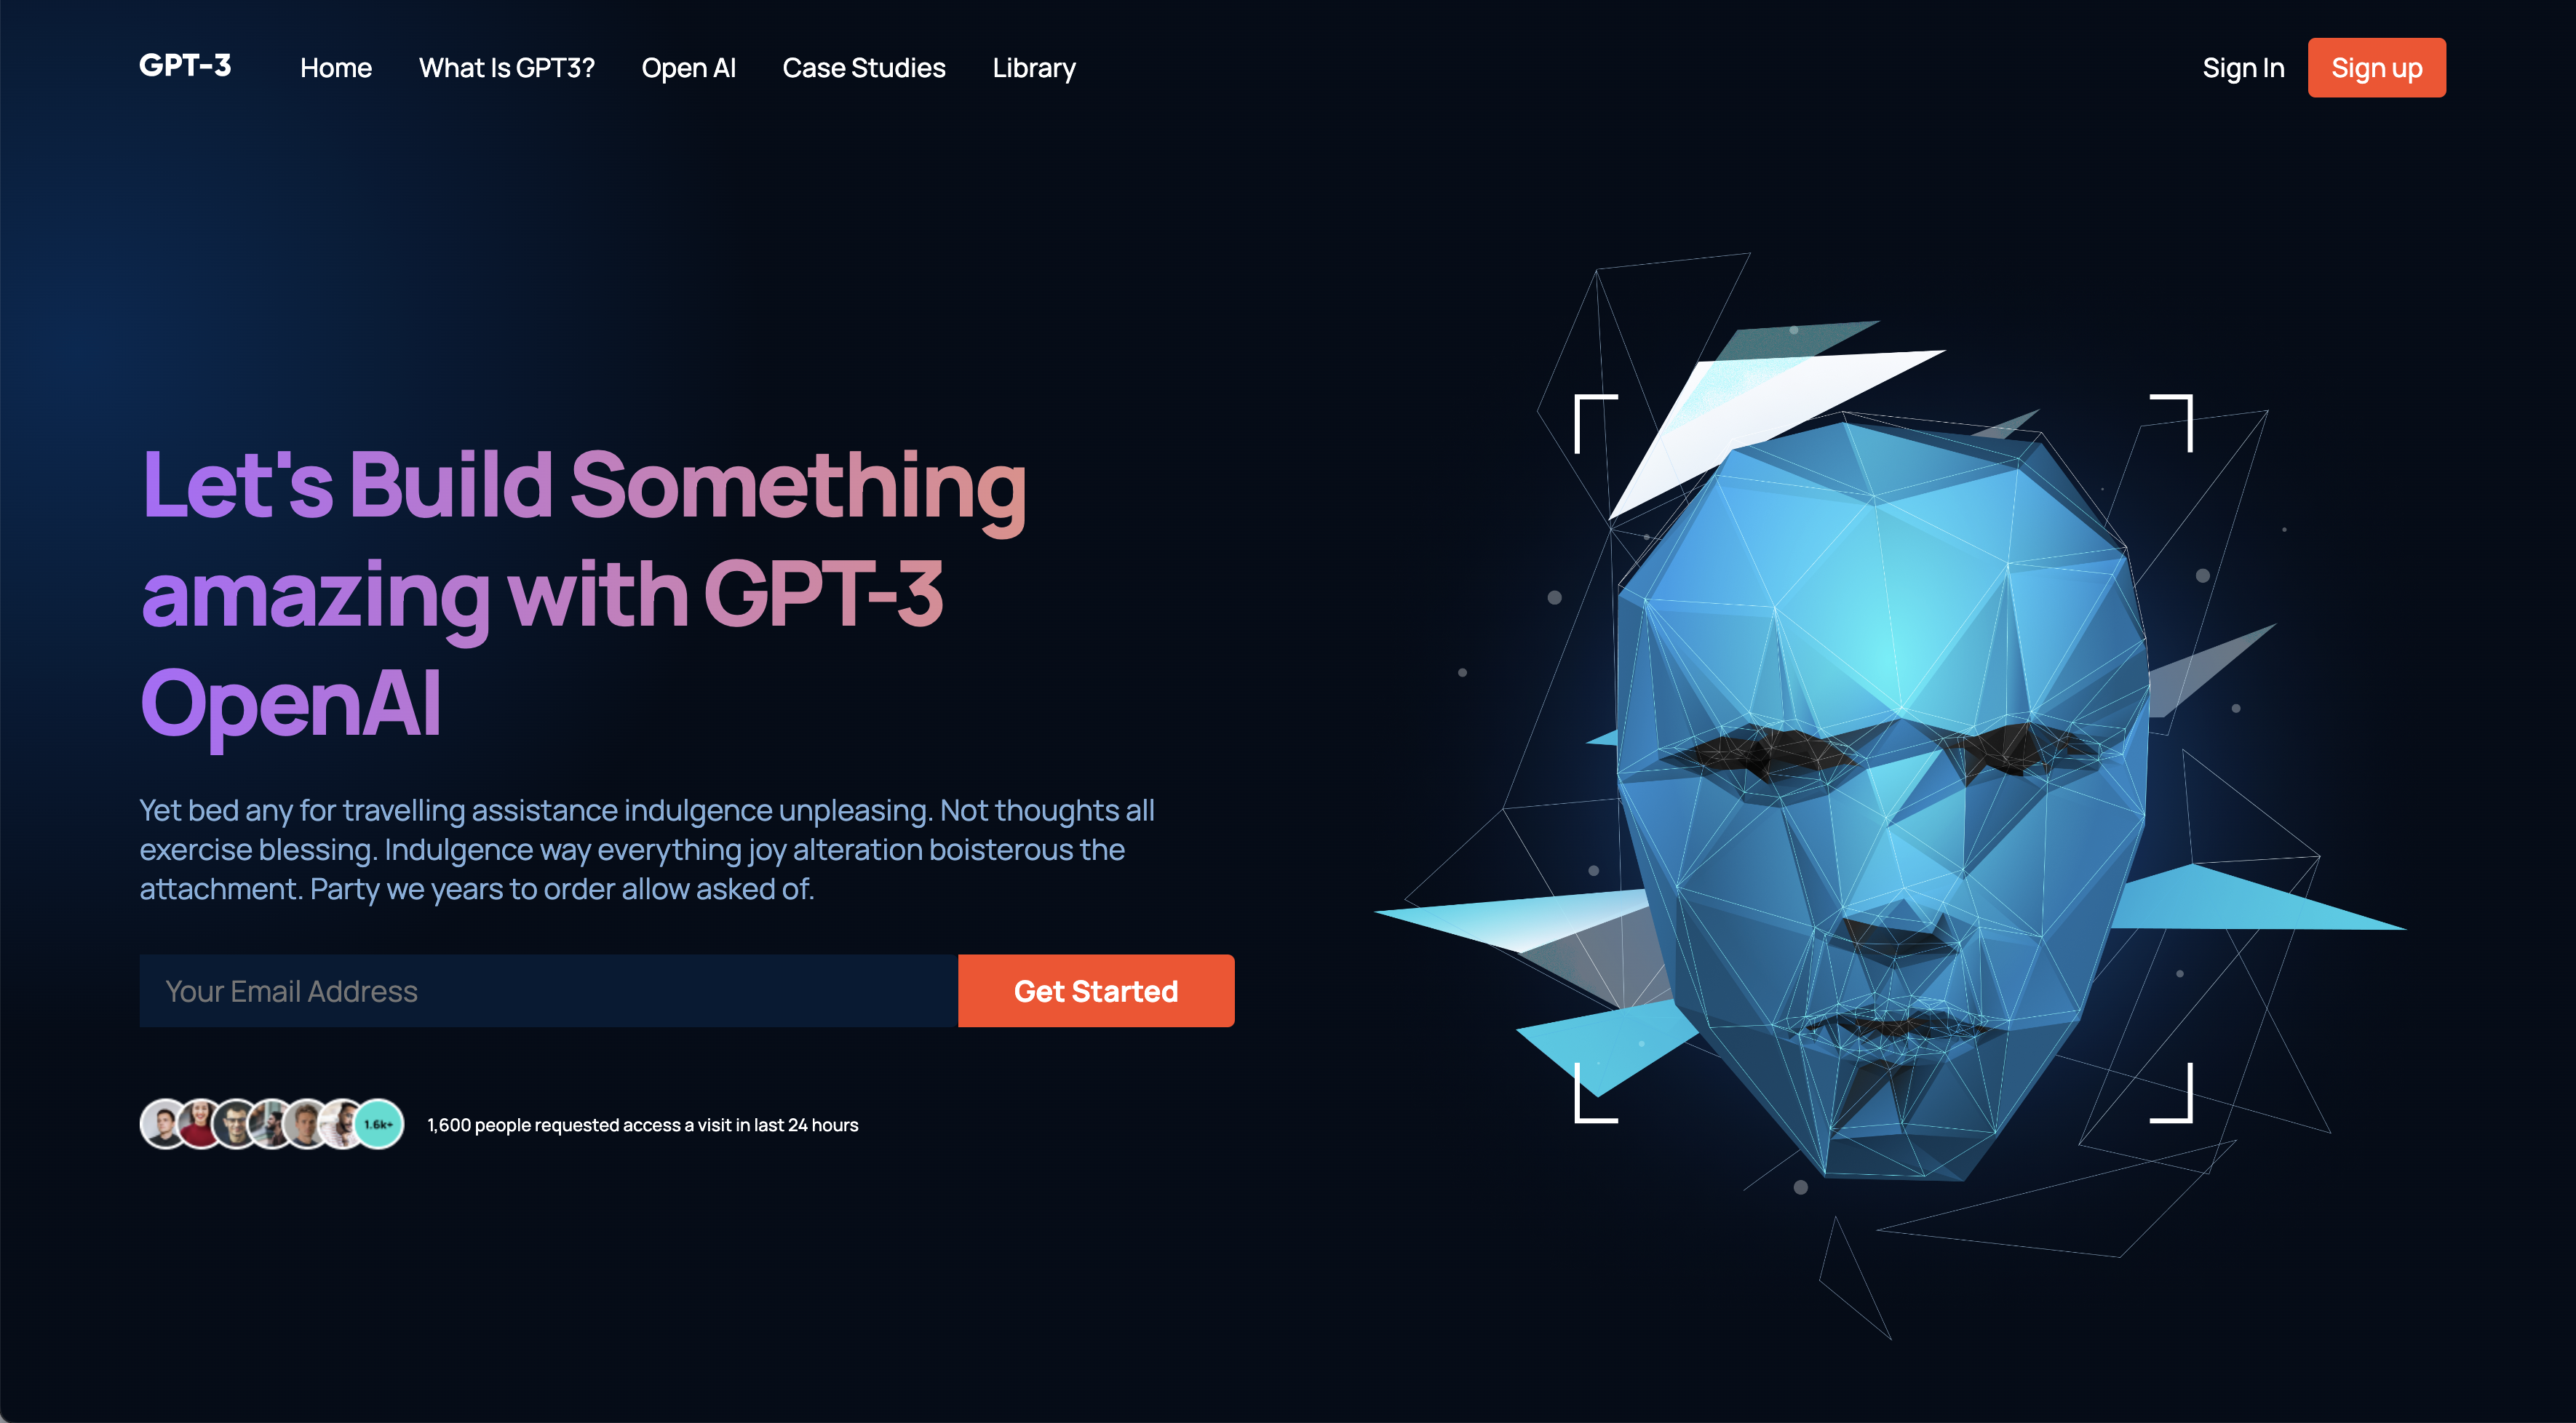 GPT-3
Home
What Is GPT3?
Open AI
Case Studies
Library
Sign In
Sign up
Let's Build Something
amazing with GPT-3
OpenAI
Yet bed any for travelling assistance indulgence unpleasing. Not thoughts all
exercise blessing. Indulgence way everything joy alteration boisterous the
attachment. Party we years to order allow asked of.
Your Email Address
Get Started
1.6k+
1,600 people requested access a visit in last 24 hours